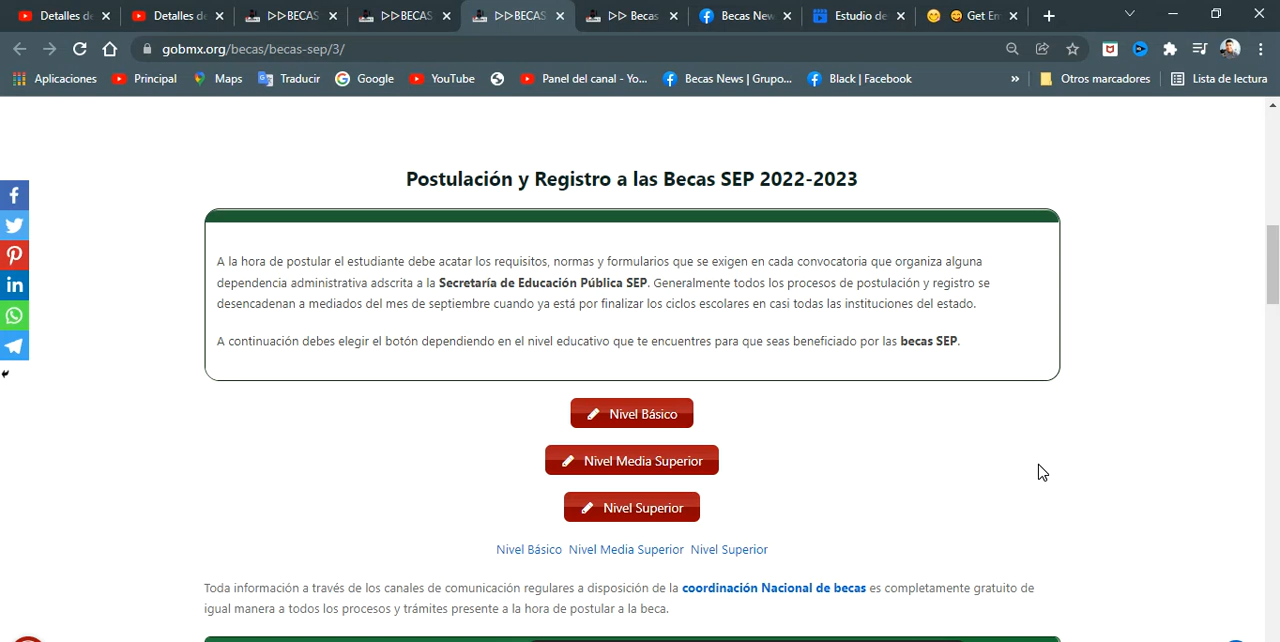 Detalles de
Detalles de
▷▷BECAS
▷▷BECAS
▷▷BECAS
▷▷ Becas
Becas New
Estudio de
Get En
gobmx.org/becas/becas-sep/3/
Aplicaciones
Principal
Maps
Traducir
Google
YouTube
Panel del canal - Yo...
Becas News | Grupo...
Black | Facebook
»
Otros marcadores
Lista de lectura
Postulación y Registro a las Becas SEP 2022-2023
A la hora de postular el estudiante debe acatar los requisitos, normas y formularios que se exigen en cada convocatoria que organiza alguna
dependencia administrativa adscrita a la Secretaría de Educación Pública SEP. Generalmente todos los procesos de postulación y registro se
desencadenan a mediados del mes de septiembre cuando ya está por finalizar los ciclos escolares en casi todas las instituciones del estado.
A continuación debes elegir el botón dependiendo en el nivel educativo que te encuentres para que seas beneficiado por las becas SEP.
Nivel Básico
Nivel Media Superior
Nivel Superior
Nivel Básico Nivel Media Superior Nivel Superior
Toda información a través de los canales de comunicación regulares a disposición de la coordinación Nacional de becas es completamente gratuito de
igual manera a todos los procesos y trámites presente a la hora de postular a la beca.